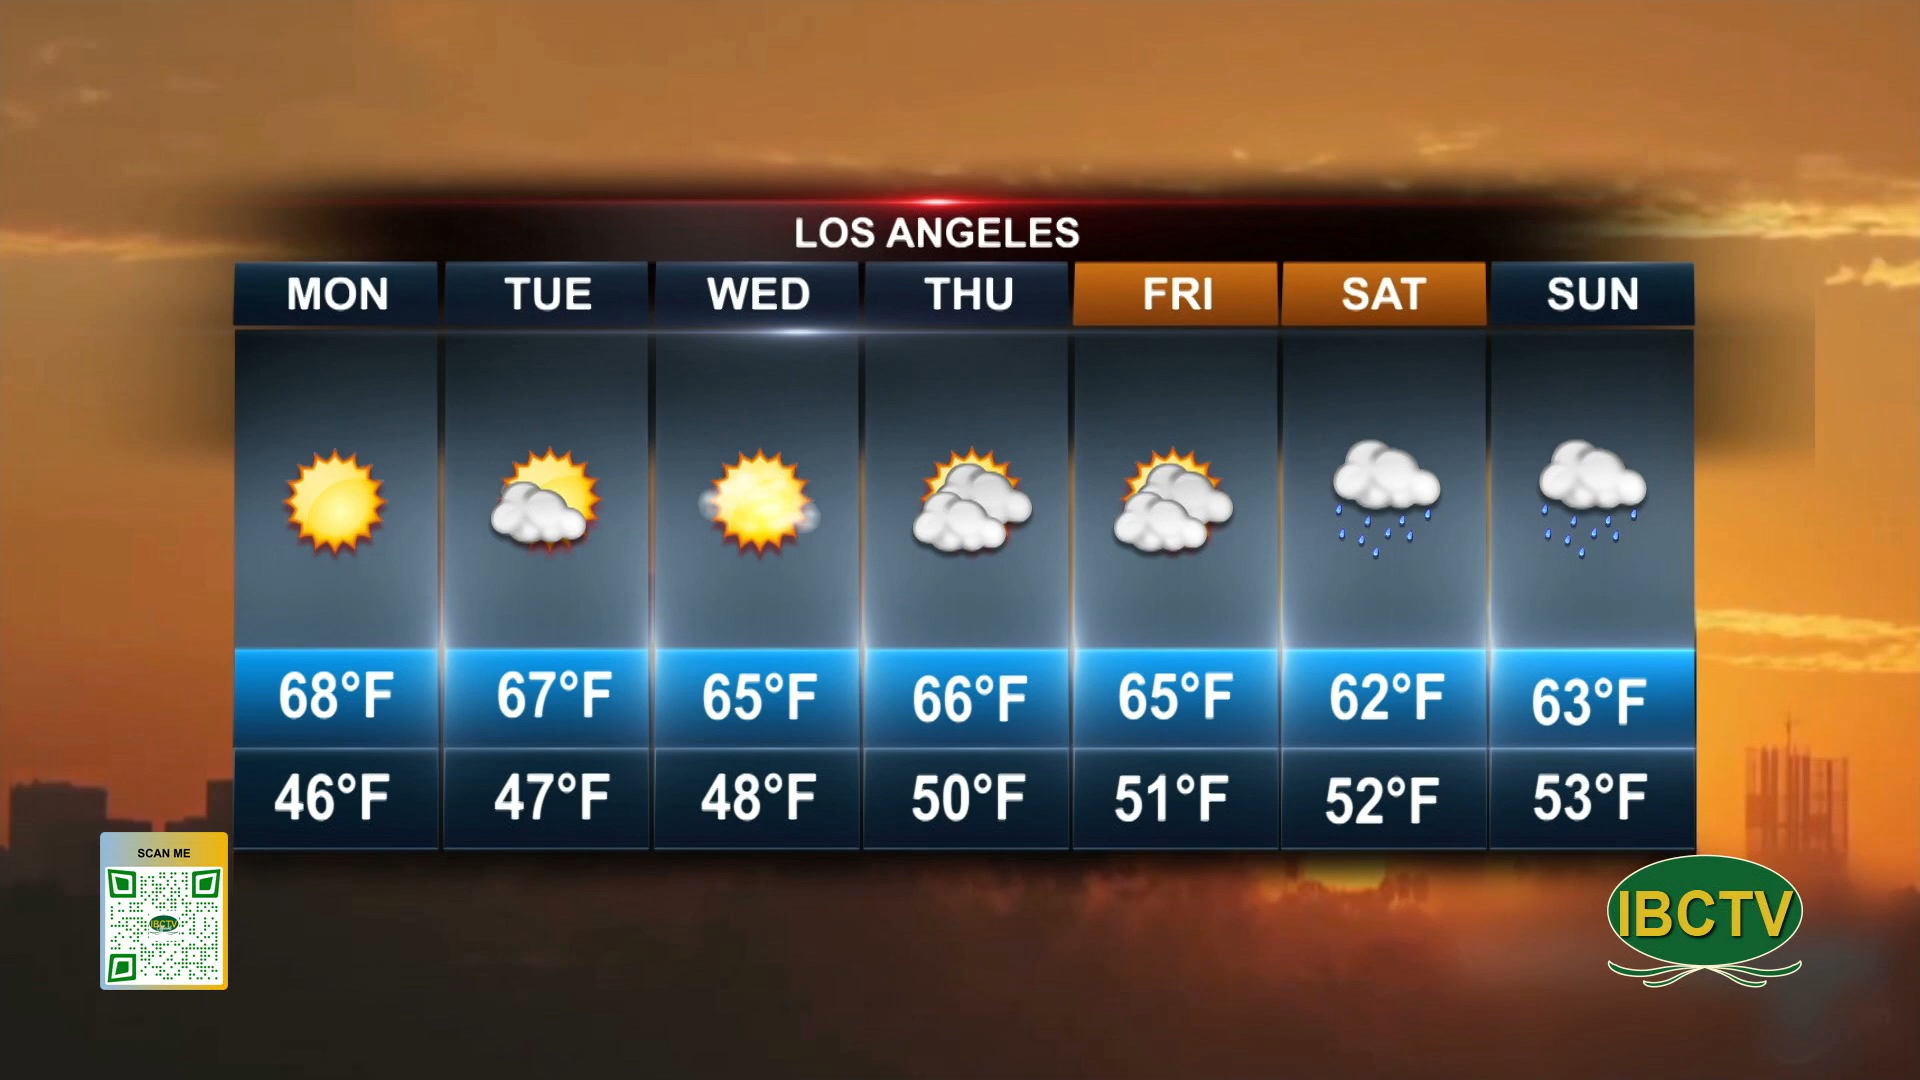 LOS ANGELES
MON TUE WED THU FRI SAT SUN
68°F 67°F 65°F 66°F 65°F 62°F 63°F
46°F 47°F 48°F 50°F 51°F 52°F 53°F
SCAN ME
IBCTV
IBCTV